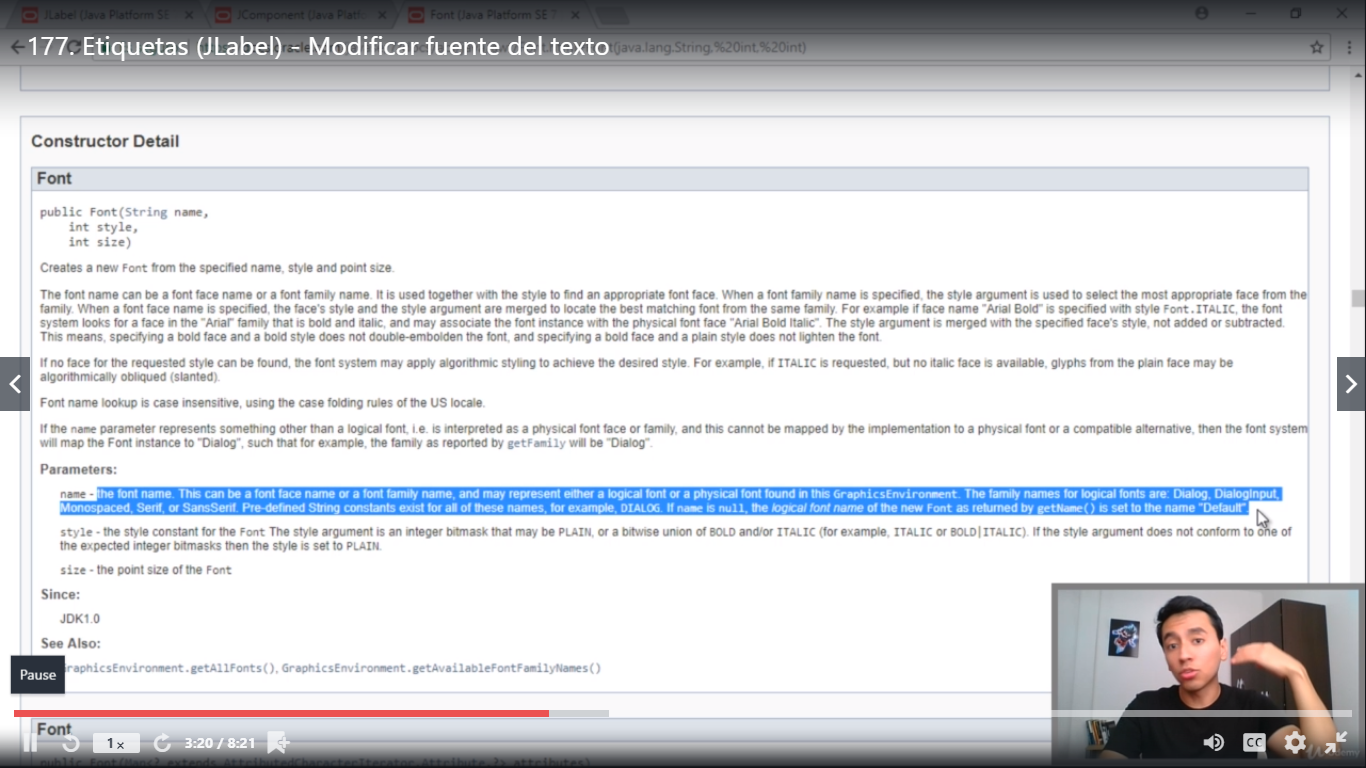 JLabel (Java Platform SE
JComponent (Java Platf
Font (Java Platform SE 7
177. Etiquetas (JLabel) - Modificar fuente del texto
(java.lang.String,%20int,%20int)
Constructor Detail
Font
public Font(String name,
int style,
int size)
Creates a new Font from the specified name, style and point size.
The font name can be a font face name or a font family name. It is used together with the style to find an appropriate font face. When a font family name is specified, the style argument is used to select the most appropriate face from the
family. When a font face name is specified, the face's style and the style argument are merged to locate the best matching font from the same family. For example if face name "Arial Bold" is specified with style Font.ITALIC, the font
system looks for a face in the "Arial" family that is bold and italic, and may associate the font instance with the physical font face "Arial Bold Italic". The style argument is merged with the specified face's style, not added or subtracted.
This means, specifying a bold face and a bold style does not double-embolden the font, and specifying a bold face and a plain style does not lighten the font.
If no face for the requested style can be found, the font system may apply algorithmic styling to achieve the desired style. For example, if ITALIC is requested, but no italic face is available, glyphs from the plain face may be
algorithmically obliqued (slanted).
Font name lookup is case insensitive, using the case folding rules of the US locale.
If the name parameter represents something other than a logical font, i.e. is interpreted as a physical font face or family, and this cannot be mapped by the implementation to a physical font or a compatible alternative, then the font system
will map the Font instance to "Dialog", such that for example, the family as reported by getFamily will be "Dialog".
Parameters:
name - the font name. This can be a font face name or a font family name, and may represent either a logical font or a physical font found in this GraphicsEnvironment. The family names for logical fonts are: Dialog, DialogInput,
Monospaced, Serif, or SansSerif. Pre-defined String constants exist for all of these names, for example, DIALOG. If name is null, the logical font name of the new Font as returned by getName() is set to the name "Default".
style - the style constant for the Font The style argument is an integer bitmask that may be PLAIN, or a bitwise union of BOLD and/or ITALIC (for example, ITALIC or BOLD|ITALIC). If the style argument does not conform to one of
the expected integer bitmasks then the style is set to PLAIN.
size - the point size of the Font
Since:
JDK1.0
See Also:
GraphicsEnvironment.getAllFonts(), GraphicsEnvironment.getAvailableFontFamilyNames()
Pause
Font
1x
3:20 / 8:21
CC
public Font(Map<? extends AttributedCharacterIterator.Attribute,?> attributes)